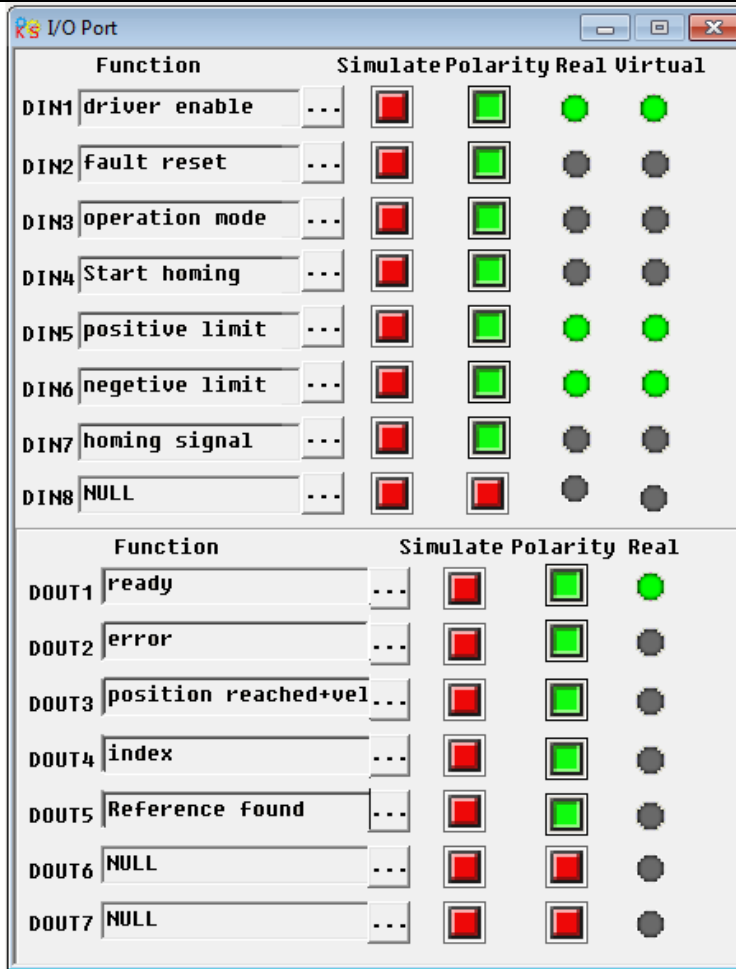 I/O Port
Function Simulate Polarity Real Virtual
DIN1 driver enable ...
DIN2 fault reset ...
DIN3 operation mode ...
DIN4 Start homing ...
DIN5 positive limit ...
DIN6 negetive limit ...
DIN7 homing signal ...
DIN8 NULL ...
Function Simulate Polarity Real
DOUT1 ready ...
DOUT2 error ...
DOUT3 position reached+vel ...
DOUT4 index ...
DOUT5 Reference found ...
DOUT6 NULL ...
DOUT7 NULL ...